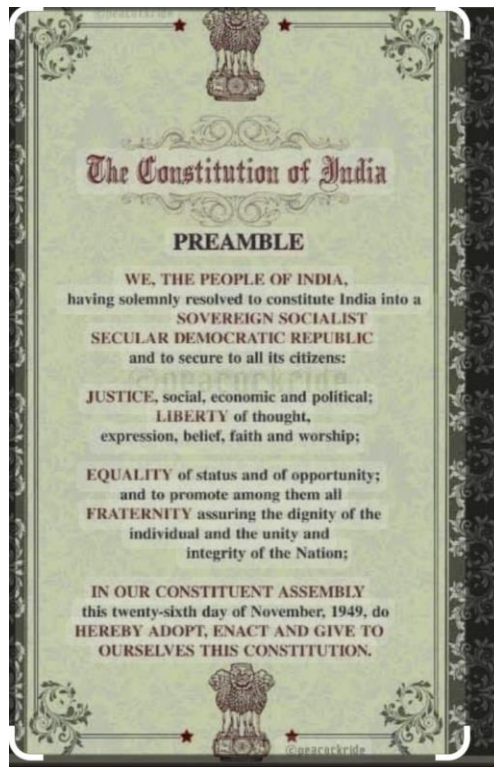 The Constitution of India
PREAMBLE
WE, THE PEOPLE OF INDIA,
having solemnly resolved to constitute India into a
SOVEREIGN SOCIALIST
SECULAR DEMOCRATIC REPUBLIC
and to secure to all its citizens:
@peacockride
JUSTICE, social, economic and political;
LIBERTY of thought,
expression, belief, faith and worship;
EQUALITY of status and of opportunity;
and to promote among them all
FRATERNITY assuring the dignity of the
individual and the unity and
integrity of the Nation;
IN OUR CONSTITUENT ASSEMBLY
this twenty-sixth day of November, 1949, do
HEREBY ADOPT, ENACT AND GIVE TO
OURSELVES THIS CONSTITUTION.
@peacockride